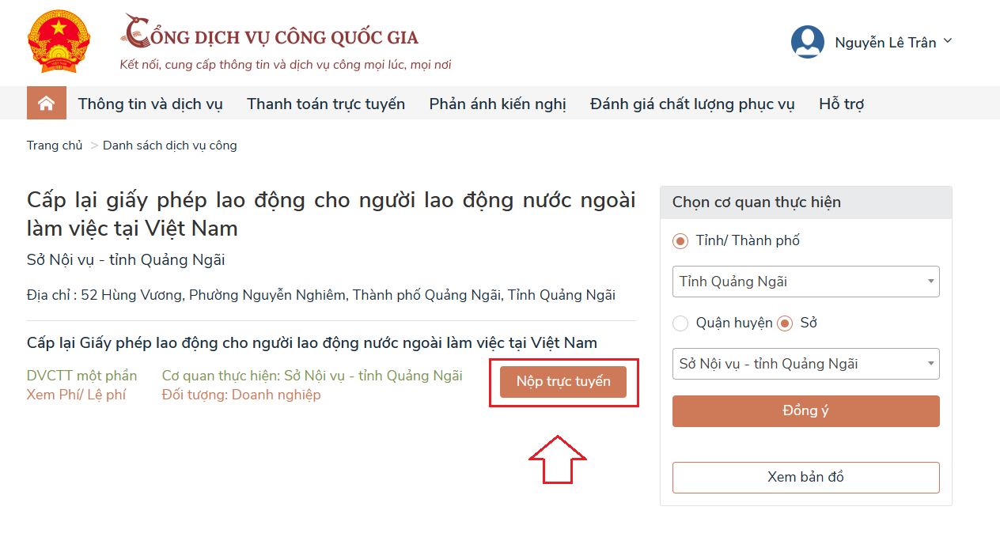 CỔNG DỊCH VỤ CÔNG QUỐC GIA
Kết nối, cung cấp thông tin và dịch vụ công mọi lúc, mọi nơi
Nguyễn Lê Trân
Thông tin và dịch vụ
Thanh toán trực tuyến
Phản ánh kiến nghị
Đánh giá chất lượng phục vụ
Hỗ trợ
Trang chủ > Danh sách dịch vụ công
Cấp lại giấy phép lao động cho người lao động nước ngoài
làm việc tại Việt Nam
Sở Nội vụ - tỉnh Quảng Ngãi
Địa chỉ : 52 Hùng Vương, Phường Nguyễn Nghiêm, Thành phố Quảng Ngãi, Tỉnh Quảng Ngãi
Cấp lại Giấy phép lao động cho người lao động nước ngoài làm việc tại Việt Nam
DVCTT một phần
Xem Phí/ Lệ phí
Cơ quan thực hiện: Sở Nội vụ - tỉnh Quảng Ngãi
Đối tượng: Doanh nghiệp
Nộp trực tuyến
Chọn cơ quan thực hiện
Tỉnh/ Thành phố
Tỉnh Quảng Ngãi
Quận huyện
Sở
Sở Nội vụ - tỉnh Quảng Ngãi
Đồng ý
Xem bản đồ